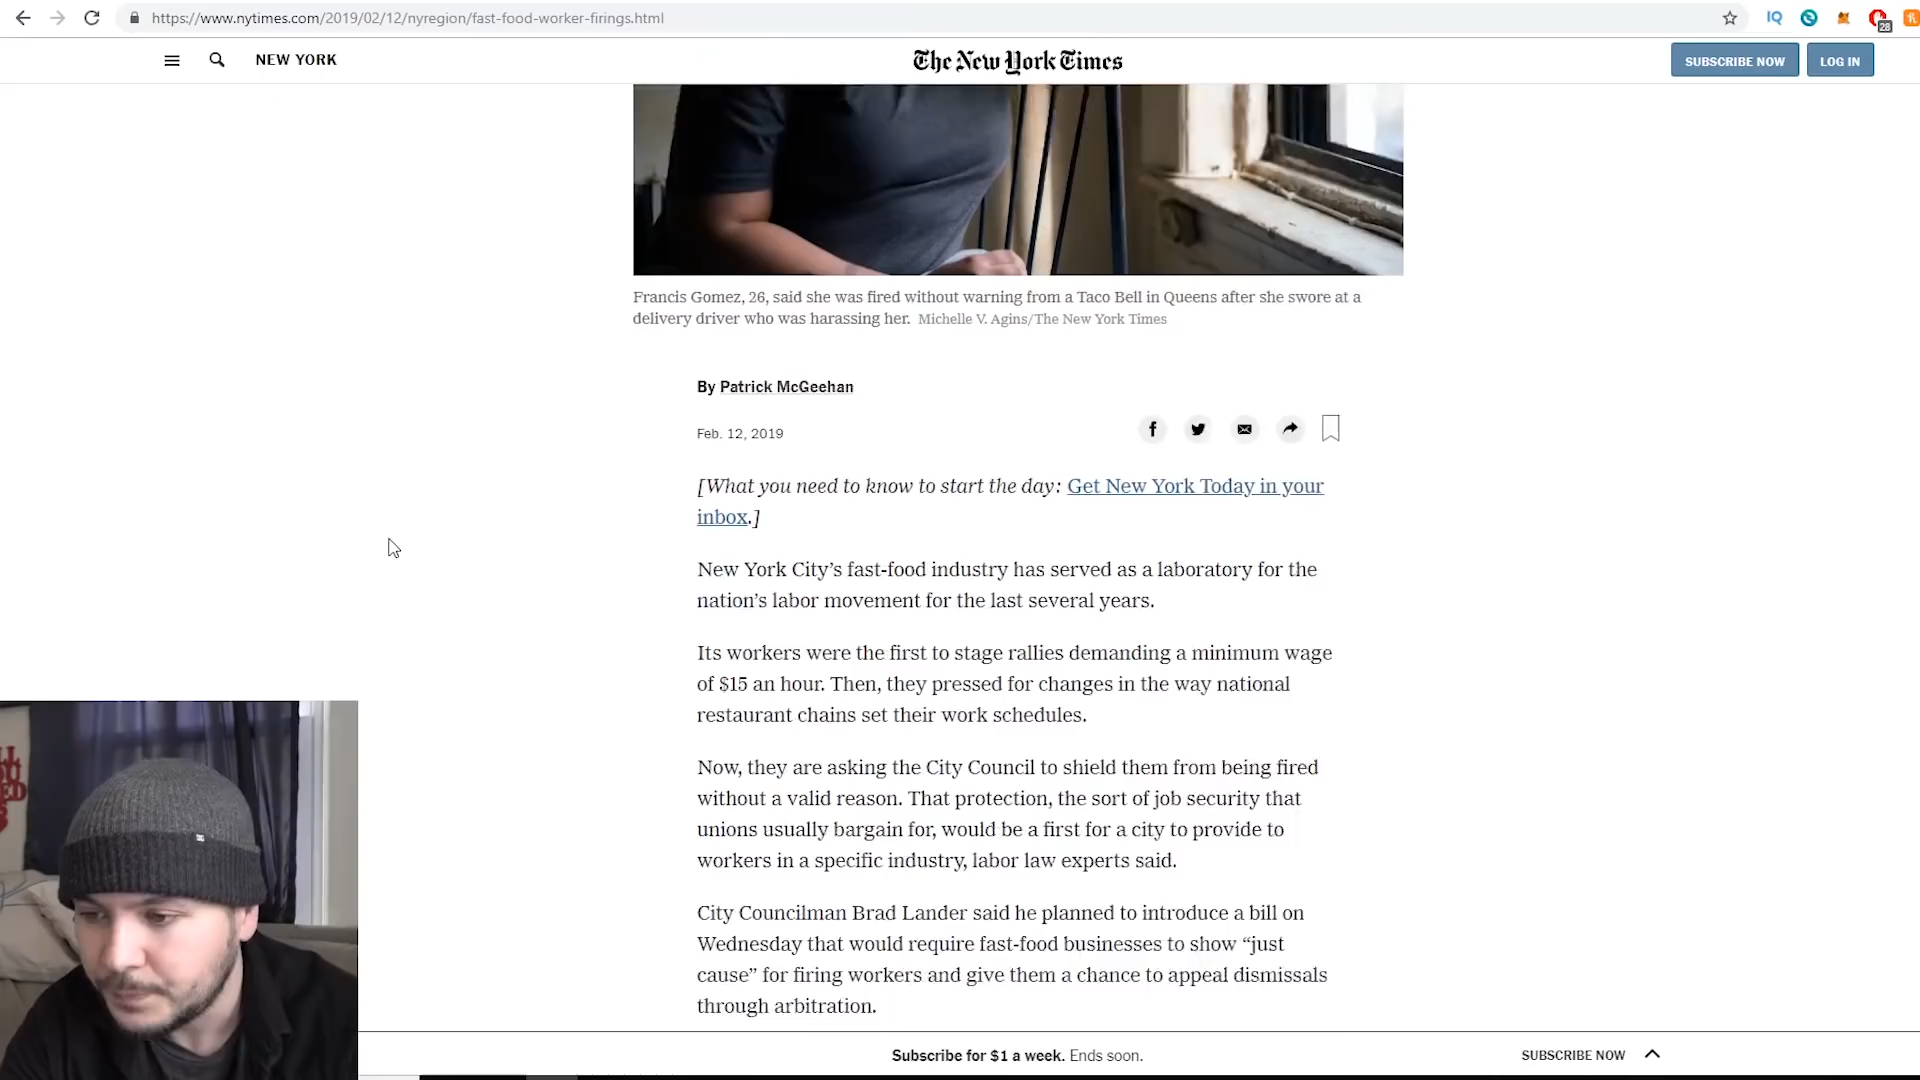 https://www.nytimes.com/2019/02/12/nyregion/fast-food-worker-firings.html
IQ
28
NEW YORK
The New York Times
SUBSCRIBE NOW
LOG IN
Francis Gomez, 26, said she was fired without warning from a Taco Bell in Queens after she swore at a
delivery driver who was harassing her. Michelle V. Agins/The New York Times
By Patrick McGeehan
Feb. 12, 2019
[What you need to know to start the day: Get New York Today in your
inbox.]
New York City’s fast-food industry has served as a laboratory for the
nation’s labor movement for the last several years.
Its workers were the first to stage rallies demanding a minimum wage
of $15 an hour. Then, they pressed for changes in the way national
restaurant chains set their work schedules.
Now, they are asking the City Council to shield them from being fired
without a valid reason. That protection, the sort of job security that
unions usually bargain for, would be a first for a city to provide to
workers in a specific industry, labor law experts said.
City Councilman Brad Lander said he planned to introduce a bill on
Wednesday that would require fast-food businesses to show “just
cause” for firing workers and give them a chance to appeal dismissals
through arbitration.
Subscribe for $1 a week. Ends soon.
SUBSCRIBE NOW